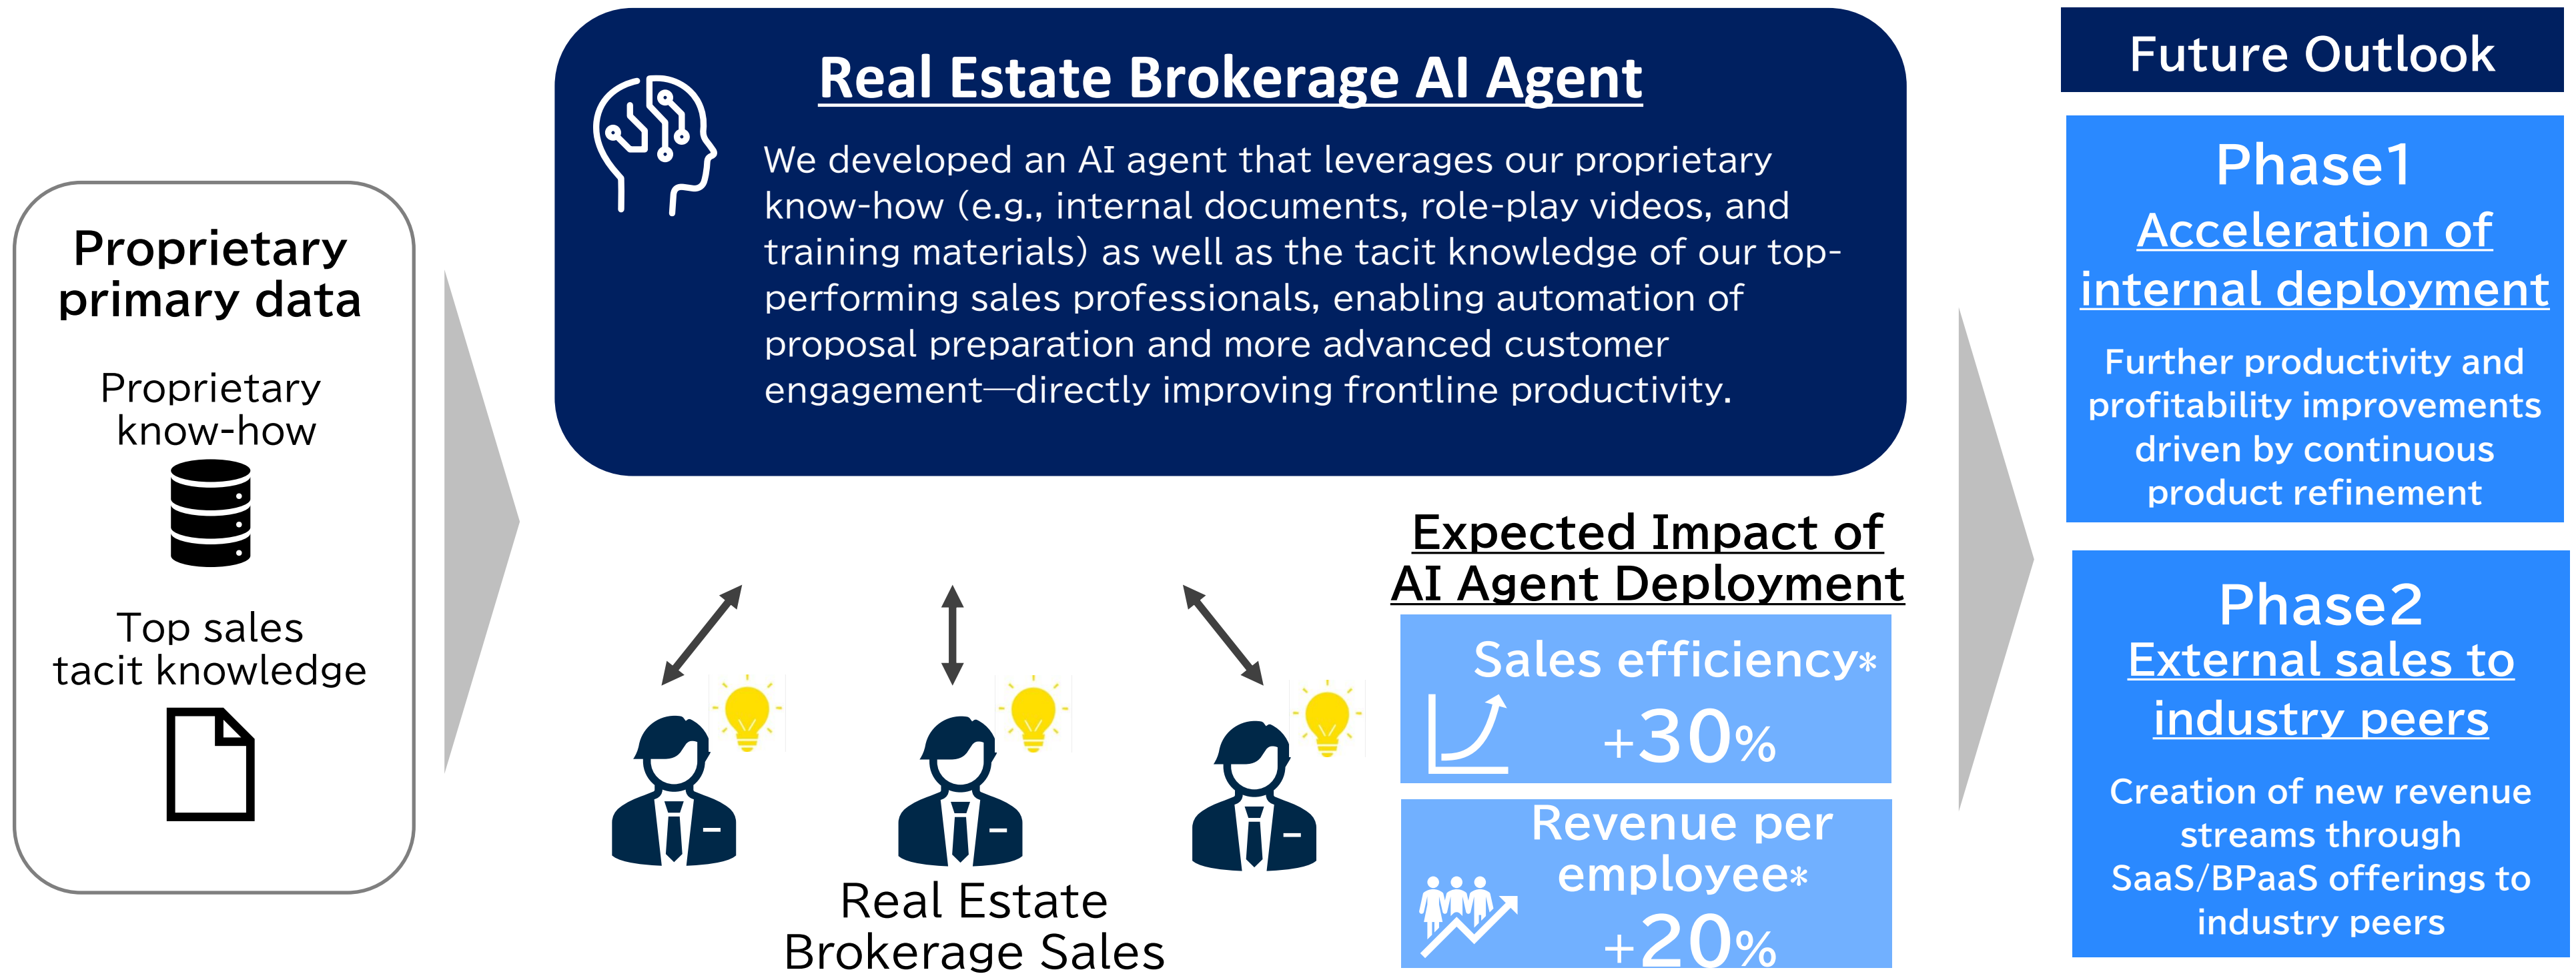 Proprietary
primary data
Proprietary
know-how
Top sales
tacit knowledge
Real Estate Brokerage AI Agent
We developed an AI agent that leverages our proprietary
know-how (e.g., internal documents, role-play videos, and
training materials) as well as the tacit knowledge of our top-
performing sales professionals, enabling automation of
proposal preparation and more advanced customer
engagement—directly improving frontline productivity.
Real Estate
Brokerage Sales
Expected Impact of
AI Agent Deployment
Sales efficiency*
+30%
Revenue per
employee*
+20%
Future Outlook
Phase1
Acceleration of
internal deployment
Further productivity and
profitability improvements
driven by continuous
product refinement
Phase2
External sales to
industry peers
Creation of new revenue
streams through
SaaS/BPaaS offerings to
industry peers